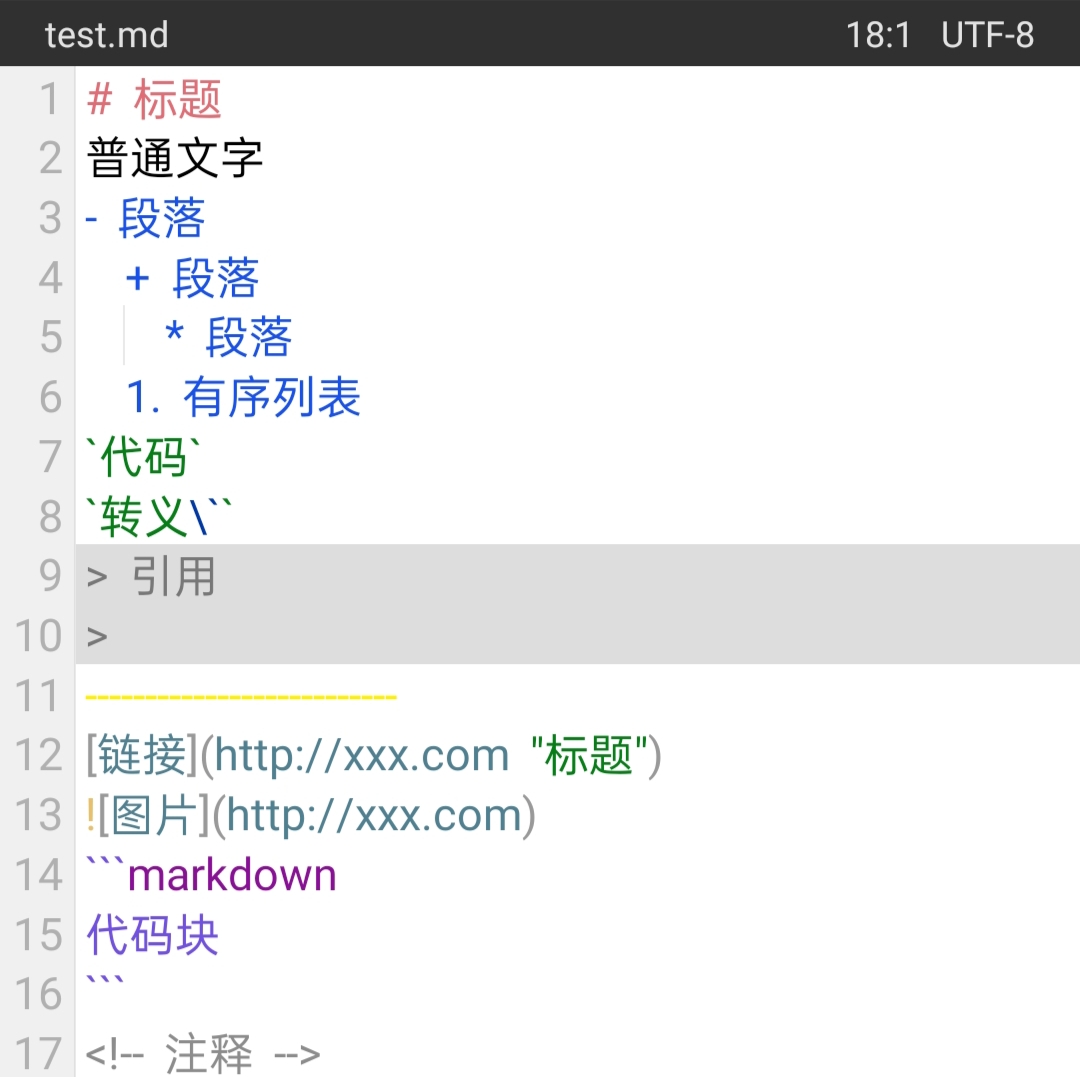 test.md 18:1 UTF-8
1 # 标题
2 普通文字
3 - 段落
4 + 段落
5 * 段落
6 1. 有序列表
7 `代码`
8 `转义\``
9 > 引用
10 >
11 --------------------------
12 [链接](http://xxx.com "标题")
13 ![图片](http://xxx.com)
14 ```markdown
15 代码块
16 ```
17 <!-- 注释 -->